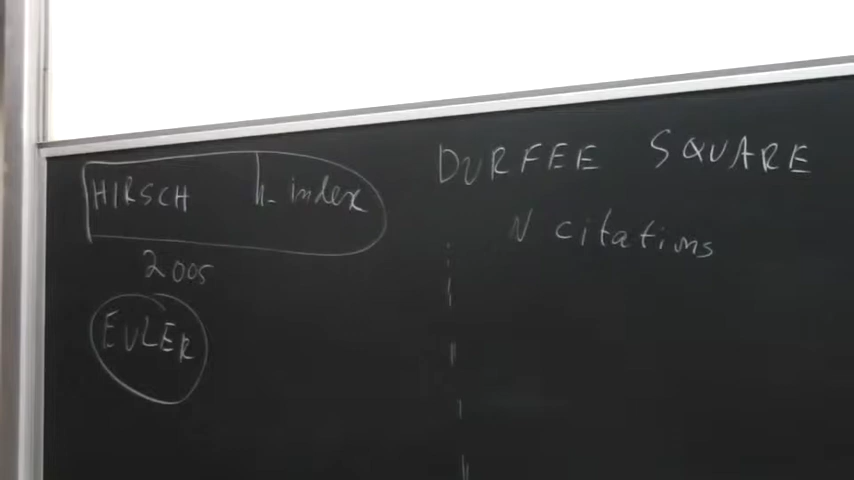 HIRSCH h-index
2005
EULER
DURFEE SQUARE
N citations